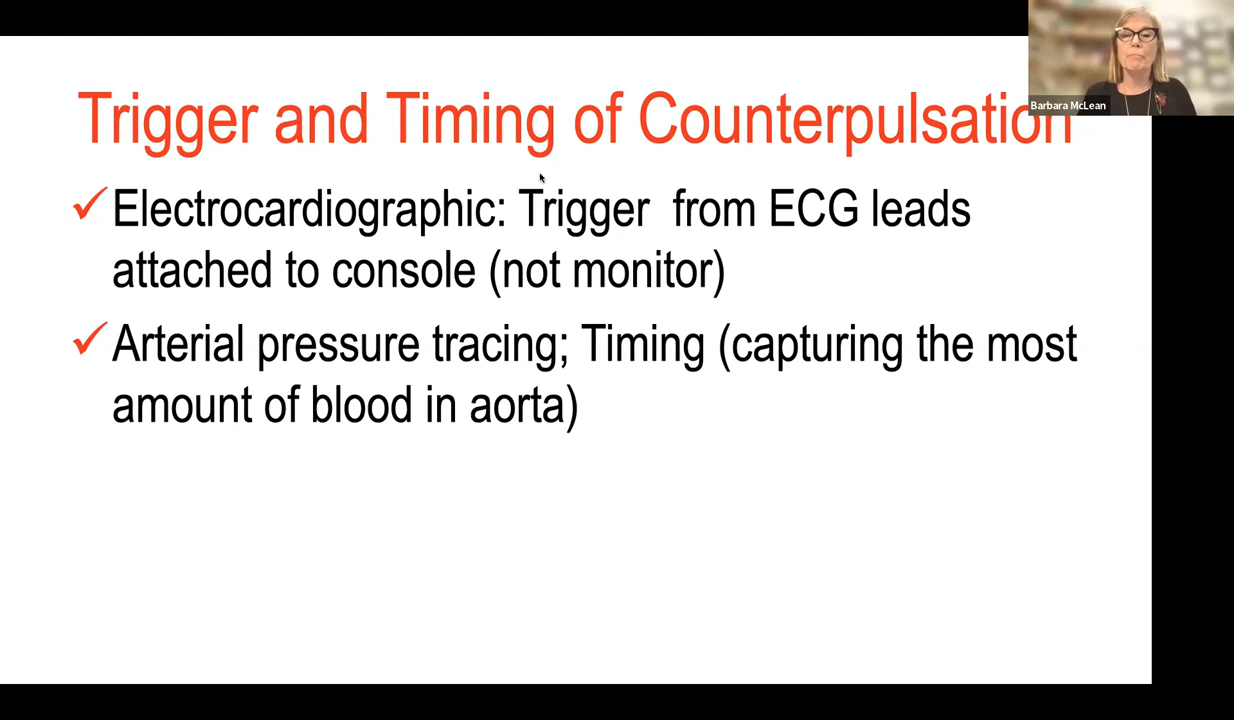 Trigger and Timing of Counterpulsation
Barbara McLean
✓Electrocardiographic: Trigger from ECG leads
attached to console (not monitor)
✓Arterial pressure tracing; Timing (capturing the most
amount of blood in aorta)